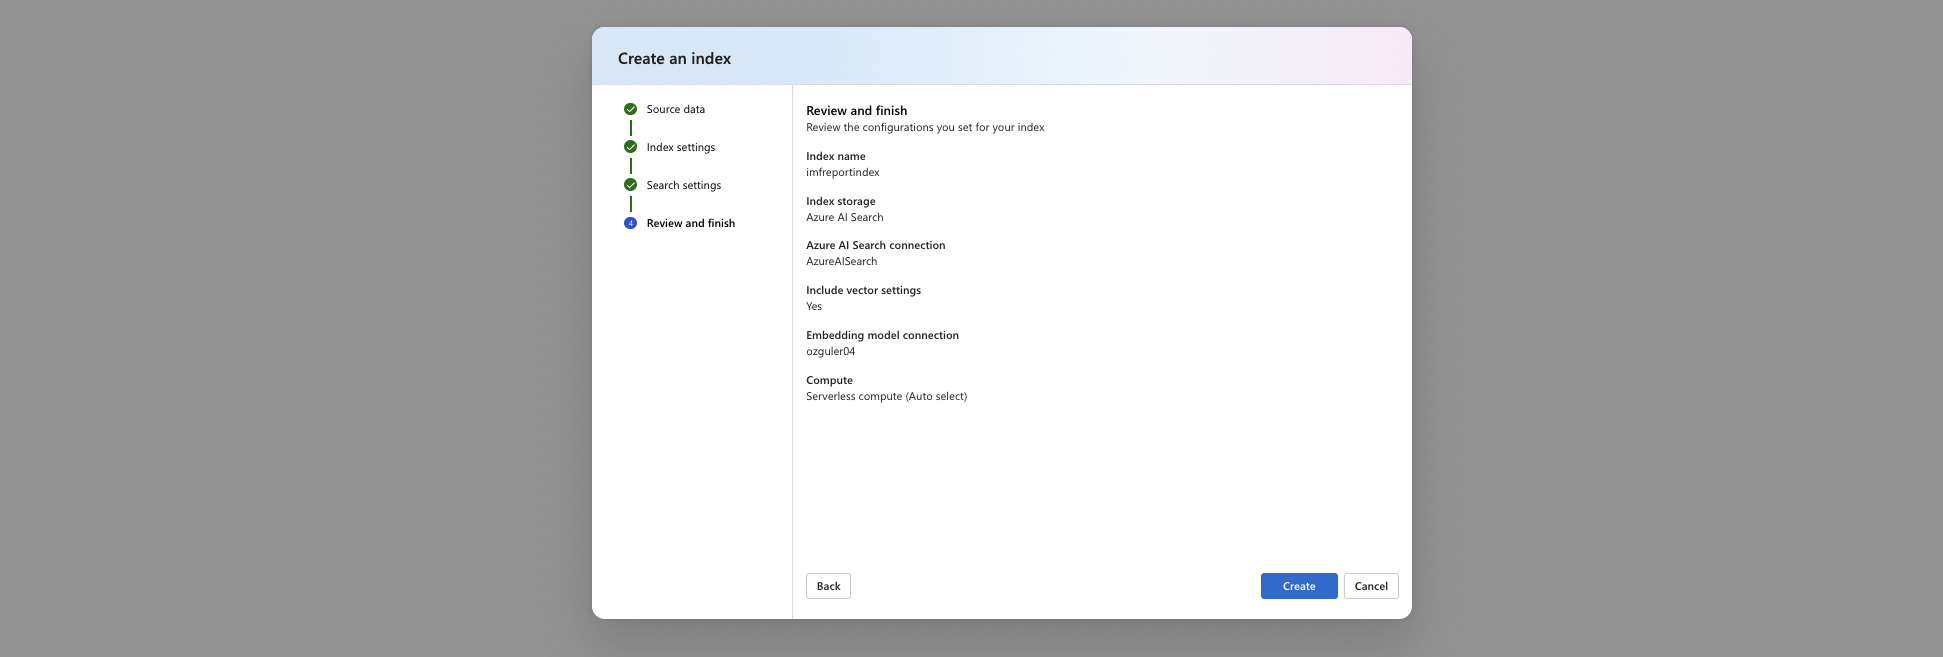 Create an index
Source data
Index settings
Search settings
4 Review and finish
Review and finish
Review the configurations you set for your index
Index name
imfreportindex
Index storage
Azure AI Search
Azure AI Search connection
AzureAISearch
Include vector settings
Yes
Embedding model connection
ozguler04
Compute
Serverless compute (Auto select)
Back
Create
Cancel